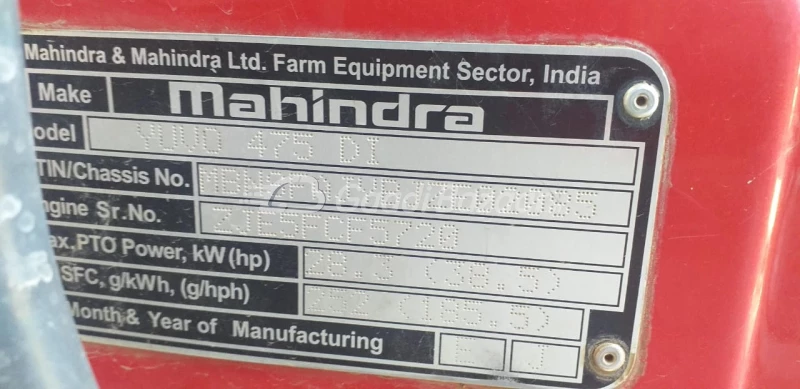 Mahindra & Mahindra Ltd. Farm Equipment Sector, India
Make mahindra
odel YUVO 475 DI
TIN/Chassis No.
ngine Sr.No. ZJE5FCF5720
ax.PTO Power, kW(hp) 28.3 (38.5)
SFC, g/kWh, (g/hph) 252 (185.5)
Month & Year of Manufacturing J